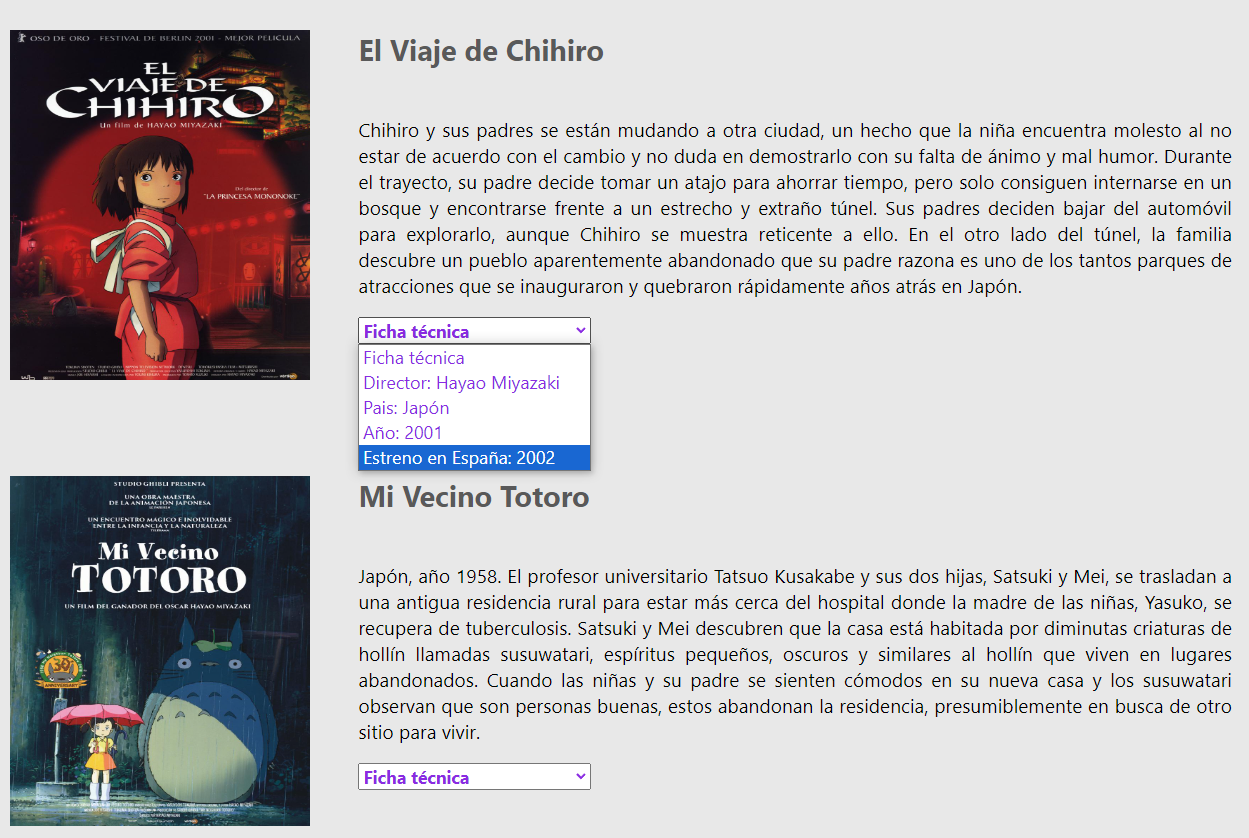 OSO DE ORO - FESTIVAL DE BERLIN 2001 - MEJOR PELICULA
EL
VIAJE DE
CHIHIRO
Un film de HAYAO MIYAZAKI
Del director de
"LA PRINCESA MONONOKE"
El Viaje de Chihiro
Chihiro y sus padres se están mudando a otra ciudad, un hecho que la niña encuentra molesto al no
estar de acuerdo con el cambio y no duda en demostrarlo con su falta de ánimo y mal humor. Durante
el trayecto, su padre decide tomar un atajo para ahorrar tiempo, pero solo consiguen internarse en un
bosque y encontrarse frente a un estrecho y extraño túnel. Sus padres deciden bajar del automóvil
para explorarlo, aunque Chihiro se muestra reticente a ello. En el otro lado del túnel, la familia
descubre un pueblo aparentemente abandonado que su padre razona es uno de los tantos parques de
atracciones que se inauguraron y quebraron rápidamente años atrás en Japón.
Ficha técnica
Ficha técnica
Director: Hayao Miyazaki
Pais: Japón
Año: 2001
Estreno en España: 2002
STUDIO GHIBLI PRESENTA
UNA OBRA MAESTRA
DE LA ANIMACIÓN JAPONESA
UN ENCUENTRO MÁGICO E INOLVIDABLE
ENTRE LA INFANCIA Y LA NATURALEZA
Mi Vecino
TOTORO
UN FILM DEL GANADOR DEL OSCAR HAYAO MIYAZAKI
30
ANNIVERSARY
Mi Vecino Totoro
Japón, año 1958. El profesor universitario Tatsuo Kusakabe y sus dos hijas, Satsuki y Mei, se trasladan a
una antigua residencia rural para estar más cerca del hospital donde la madre de las niñas, Yasuko, se
recupera de tuberculosis. Satsuki y Mei descubren que la casa está habitada por diminutas criaturas de
hollín llamadas susuwatari, espíritus pequeños, oscuros y similares al hollín que viven en lugares
abandonados. Cuando las niñas y su padre se sienten cómodos en su nueva casa y los susuwatari
observan que son personas buenas, estos abandonan la residencia, presumiblemente en busca de otro
sitio para vivir.
Ficha técnica